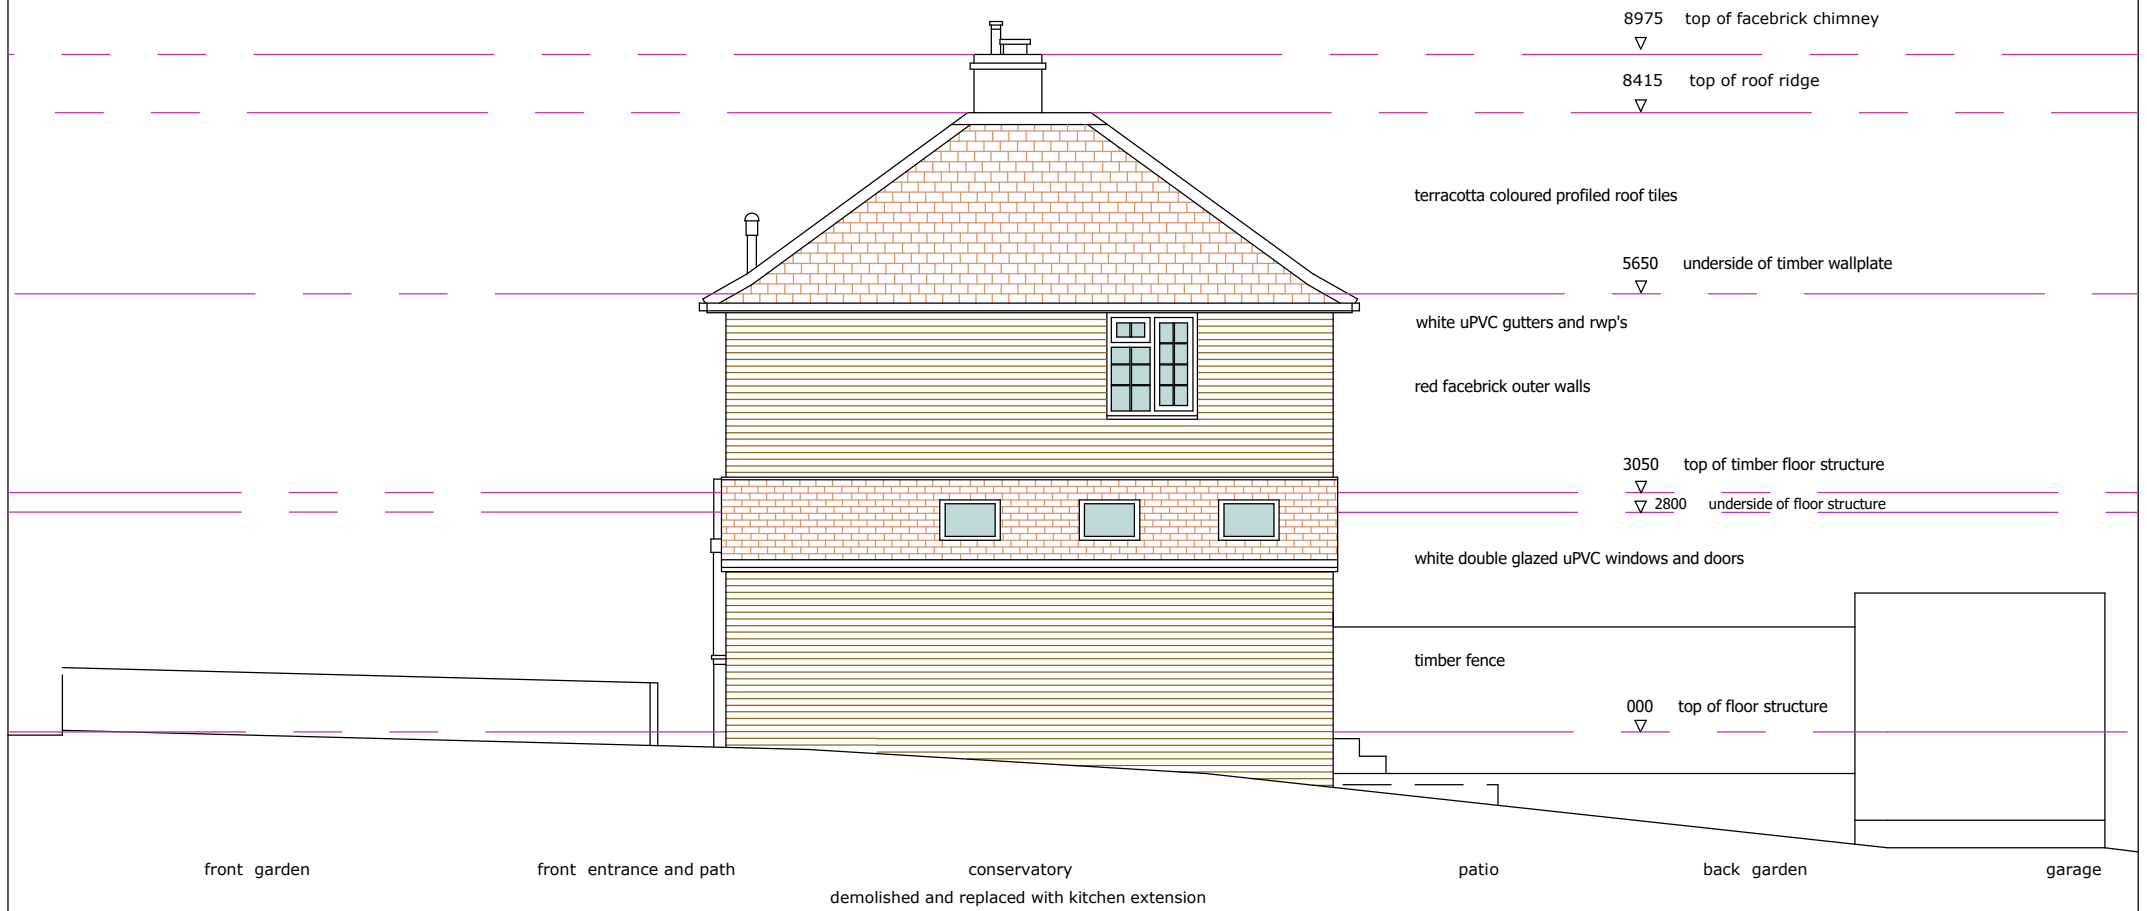 8975 top of facebrick chimney
8415 top of roof ridge
terracotta coloured profiled roof tiles
5650 underside of timber wallplate
white uPVC gutters and rwp's
red facebrick outer walls
3050 top of timber floor structure
2800 underside of floor structure
white double glazed uPVC windows and doors
timber fence
000 top of floor structure
front garden front entrance and path conservatory patio back garden garage
demolished and replaced with kitchen extension